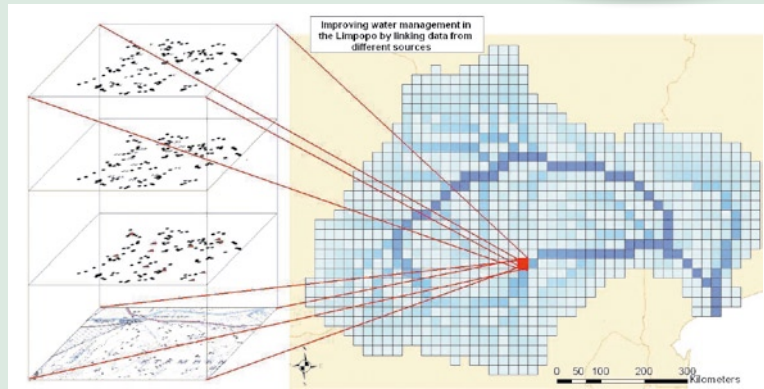 Improving water management in
the Limpopo by linking data from
different sources
0 50 100 200 300
Kilometers